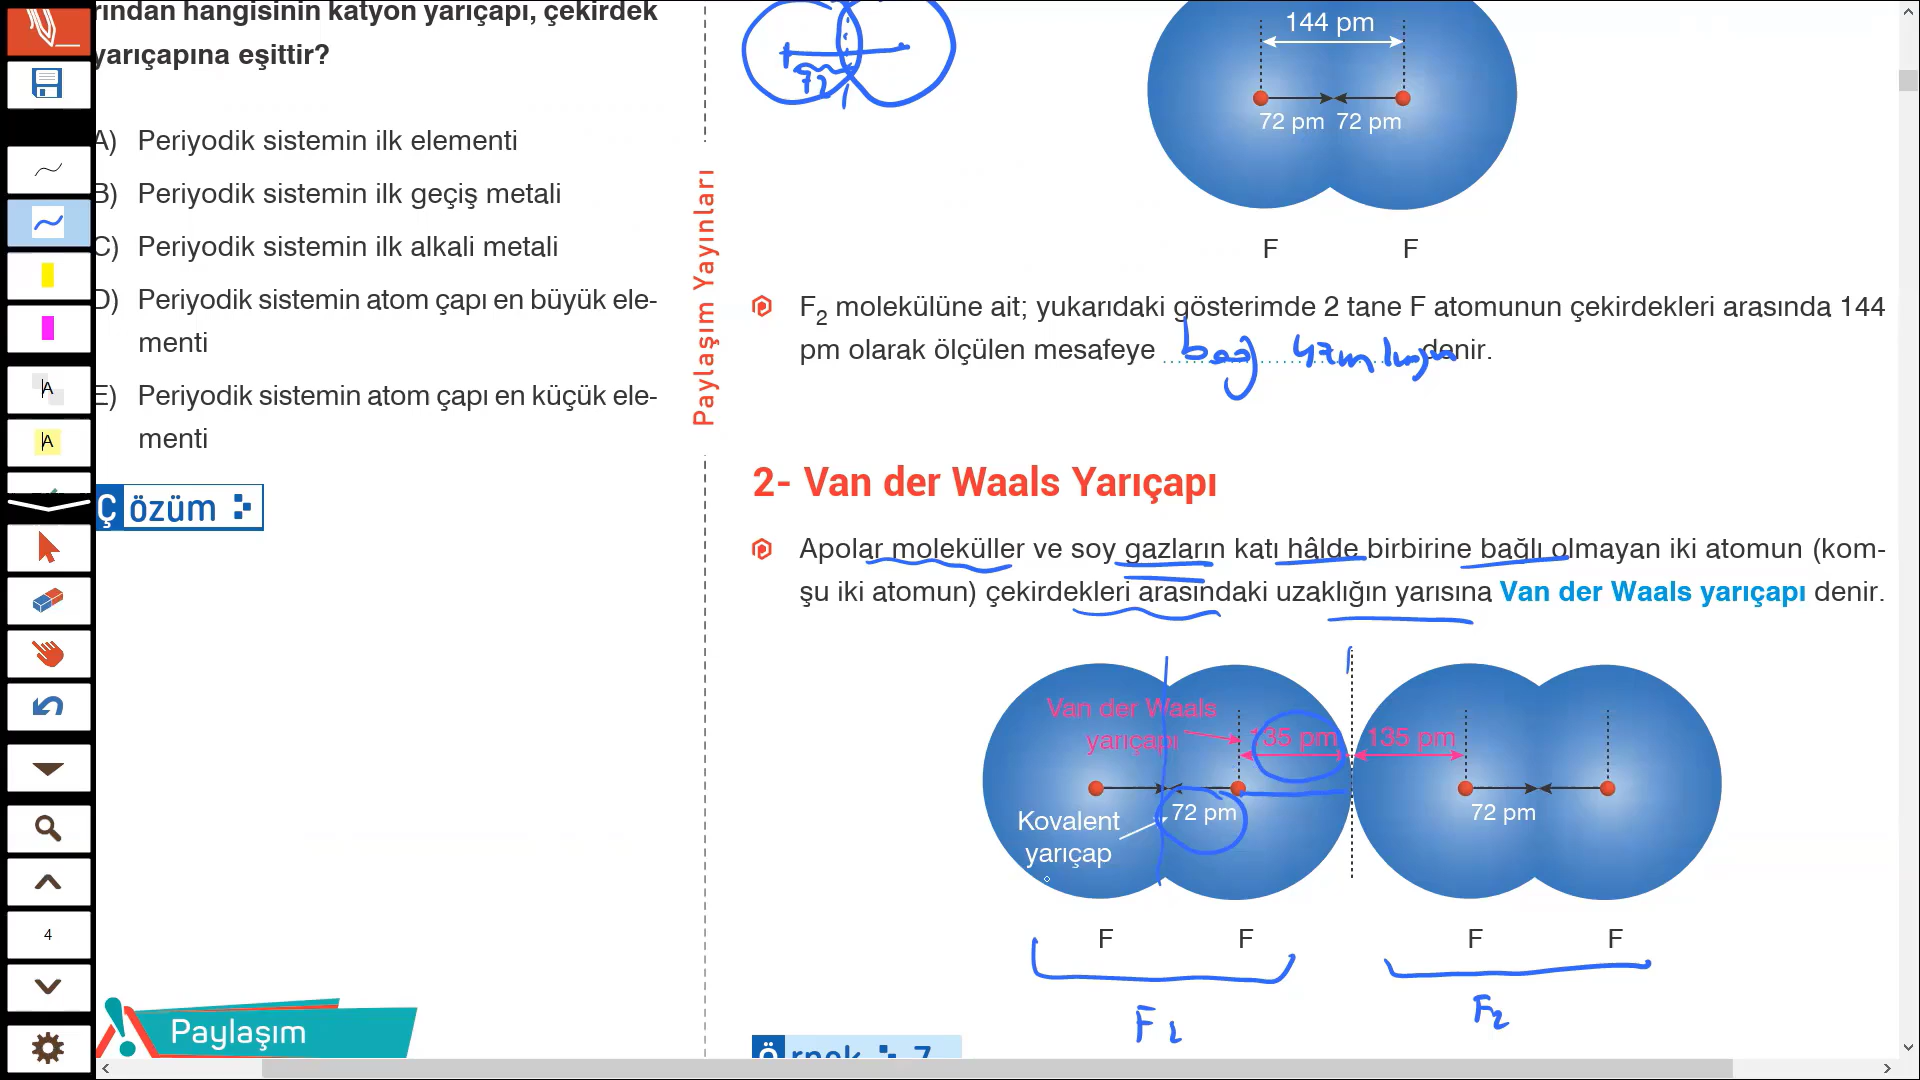 rından hangisinin katyon yarıçapı, çekirdek
yarıçapına eşittir?
A) Periyodik sistemin ilk elementi
B) Periyodik sistemin ilk geçiş metali
C) Periyodik sistemin ilk alkali metali
D) Periyodik sistemin atom çapı en büyük ele-
menti
E) Periyodik sistemin atom çapı en küçük ele-
menti
Çözüm
Paylaşım
Paylaşım Yayınları
72
144 pm
72 pm 72 pm
F F
F2 molekülüne ait; yukarıdaki gösterimde 2 tane F atomunun çekirdekleri arasında 144
pm olarak ölçülen mesafeye bağ uzunluğu denir.
2- Van der Waals Yarıçapı
Apolar moleküller ve soy gazların katı hâlde birbirine bağlı olmayan iki atomun (kom-
şu iki atomun) çekirdekleri arasındaki uzaklığın yarısına Van der Waals yarıçapı denir.
Van der Waals
yarıçapı
135 pm 135 pm
72 pm 72 pm
Kovalent
yarıçap
F F F F
F2 F2
Örnek 7
4
A
A